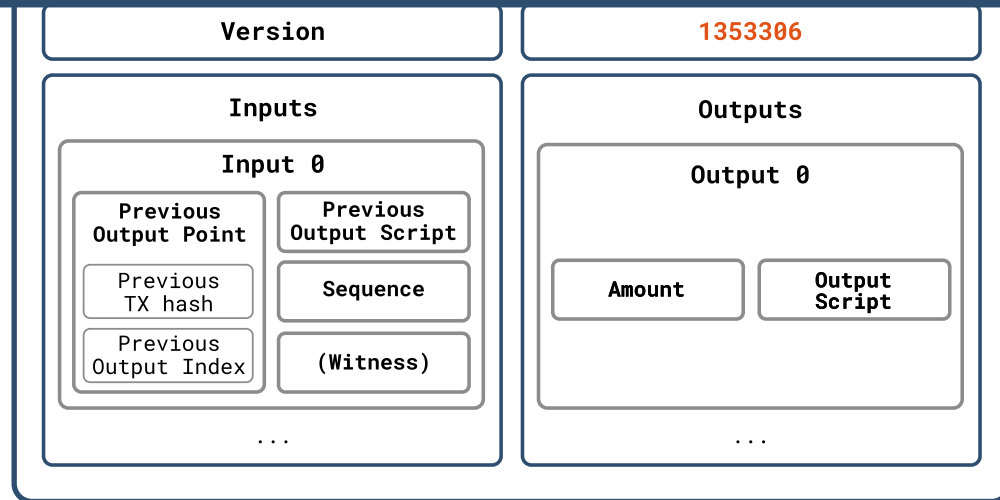 Version
1353306
Inputs
Input 0
Previous
Output Point
Previous
TX hash
Previous
Output Index
Previous
Output Script
Sequence
(Witness)
...
Outputs
Output 0
Amount
Output
Script
...